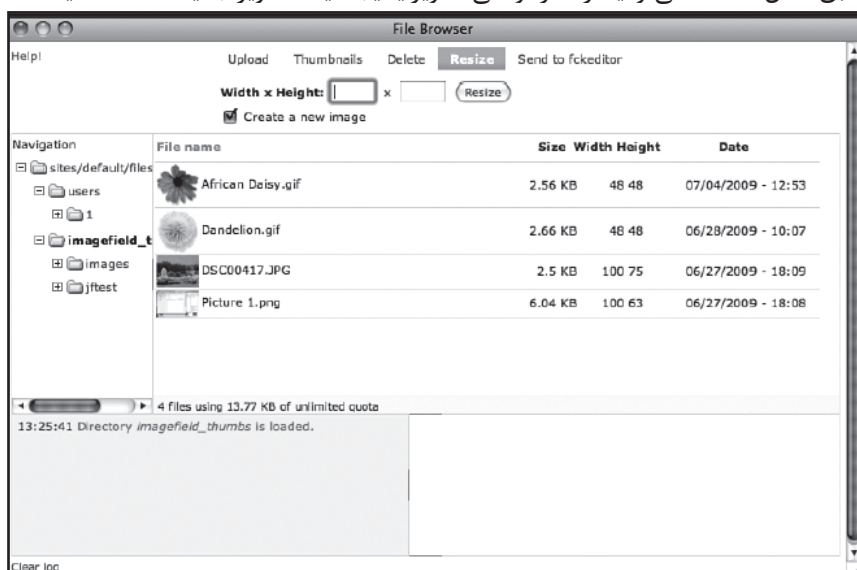 File Browser
Help!
Upload Thumbnails Delete Resize Send to fckeditor
Width x Height: x Resize
Create a new image
Navigation
File name Size Width Height Date
sites/default/files
users
1
imagefield_t
images
jftest
African Daisy.gif 2.56 KB 48 48 07/04/2009 - 12:53
Dandelion.gif 2.66 KB 48 48 06/28/2009 - 10:07
DSC00417.JPG 2.5 KB 100 75 06/27/2009 - 18:09
Picture 1.png 6.04 KB 100 63 06/27/2009 - 18:08
4 files using 13.77 KB of unlimited quota
13:25:41 Directory imagefield_thumbs is loaded.
Clear log